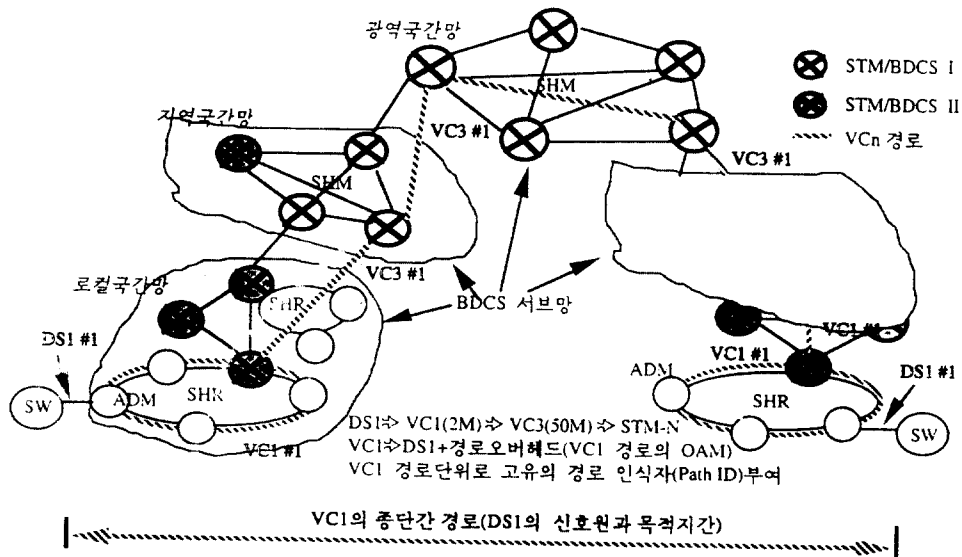 광역국간망
SHM
STM/BDCS I
STM/BDCS II
VCn 경로
지역국간망
VC3 #1
VC3 #1
SHM
VC3 #1
로컬국간망
SHR
BDCS 서브망
DS1 #1
VC1 #1
VC1 #1
SW
ADM
SHR
ADM
SHR
DS1 #1
SW
VC1 #1
DS1➩ VC1(2M)➩ VC3(50M)➩ STM-N
VC1➩DS1+경로오버헤드(VC1 경로의 OAM)
VC1 경로단위로 고유의 경로 인식자(Path ID)부여
VC1의 종단간 경로(DS1의 신호원과 목적지간)